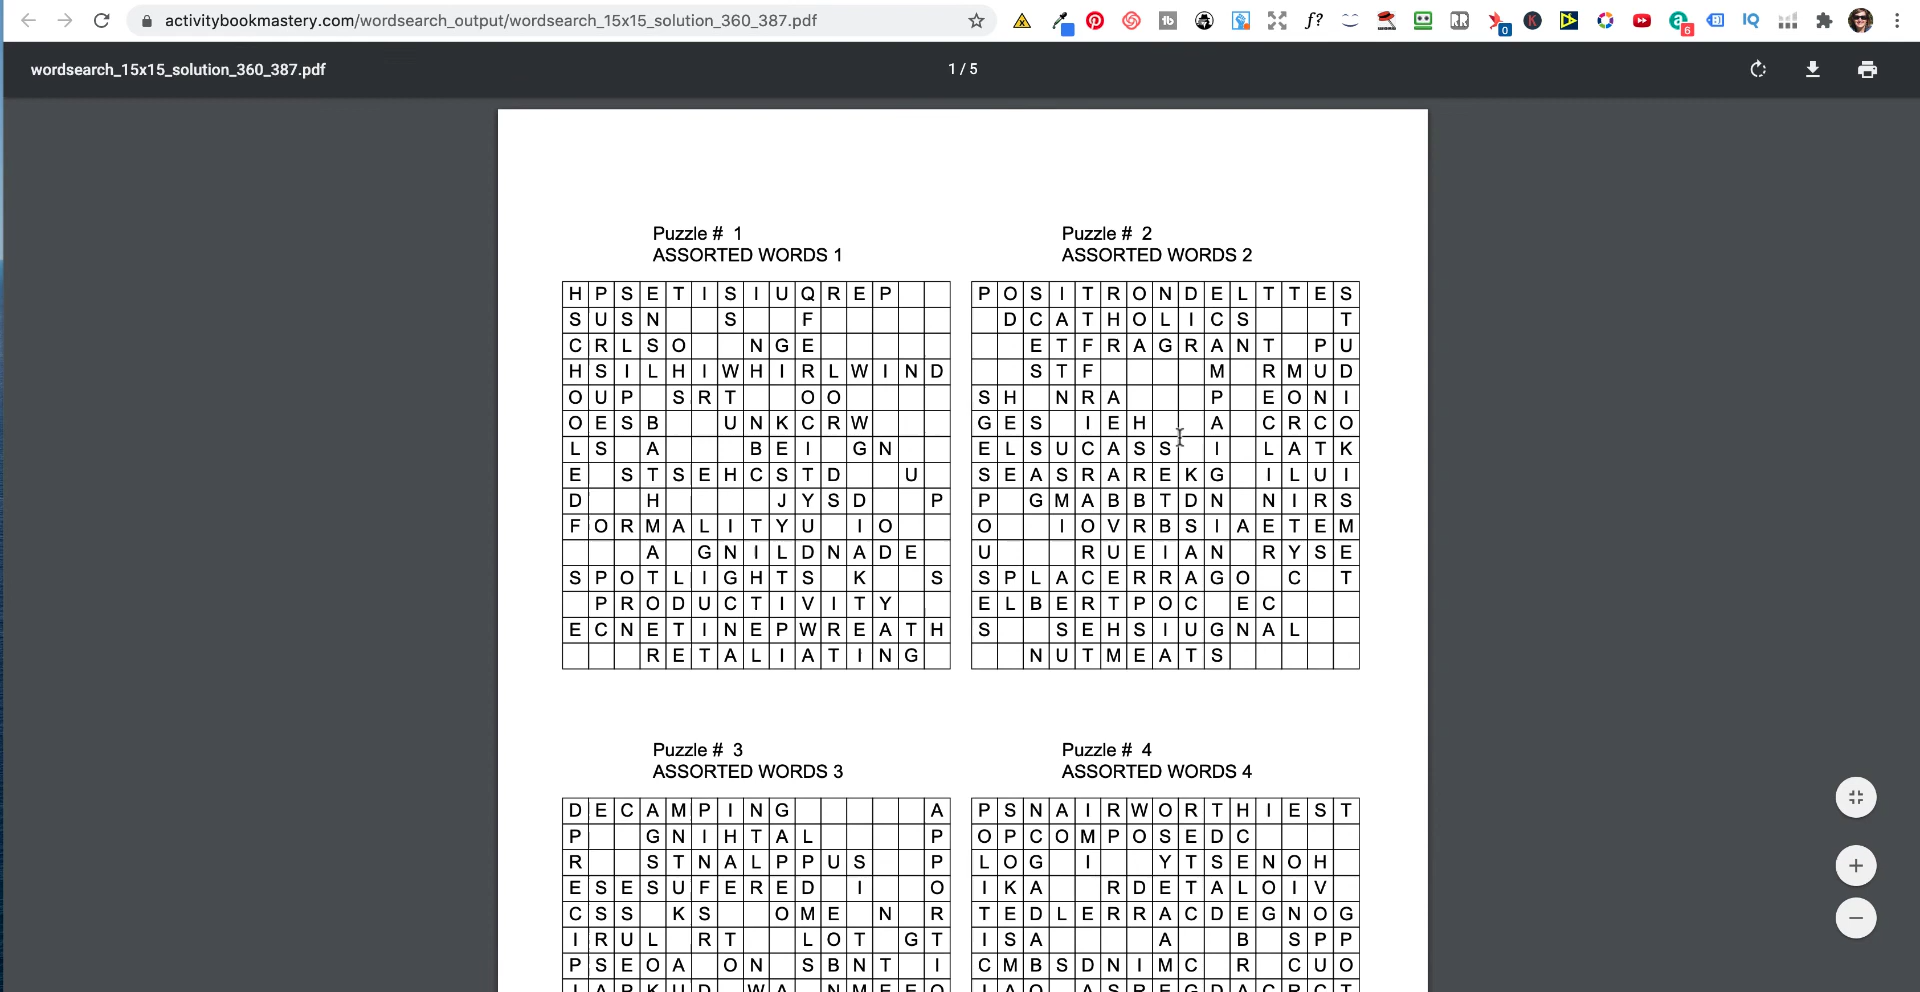 activitybookmastery.com/wordsearch_output/wordsearch_15x15_solution_360_387.pdf
wordsearch_15x15_solution_360_387.pdf
1 / 5
Puzzle # 1
ASSORTED WORDS 1
H P S E T I S I U Q R E P
S U S N S F
C R L S O N G E
H S I L H I W H I R L W I N D
O U P S R T O O
O E S B U N K C R W
L S A B E I G N
E S T S E H C S T D U
D H J Y S D P
F O R M A L I T Y U I O
A G N I L D N A D E
S P O T L I G H T S K S
P R O D U C T I V I T Y
E C N E T I N E P W R E A T H
R E T A L I A T I N G
Puzzle # 2
ASSORTED WORDS 2
P O S I T R O N D E L T T E S
D C A T H O L I C S T
E T F R A G R A N T P U
S T F M R M U D
S H N R A P E O N I
G E S I E H A C R C O
E L S U C A S S I L A T K
S E A S R A R E K G I L U I
P G M A B B T D N N I R S
O I O V R B S I A E T E M
U R U E I A N R Y S E
S P L A C E R R A G O C T
E L B E R T P O C E C
S S E H S I U G N A L
N U T M E A T S
Puzzle # 3
ASSORTED WORDS 3
D E C A M P I N G A
P G N I H T A L P
R S T N A L P P U S P
E S E S U F E R E D I O
C S S K S O M E N R
I R U L R T L O T G T
P S E O A O N S B N T I
Puzzle # 4
ASSORTED WORDS 4
P S N A I R W O R T H I E S T
O P C O M P O S E D C
L O G I Y T S E N O H
I K A R D E T A L O I V
T E D L E R R A C D E G N O G
I S A A B S P P
C M B S D N I M C R C U O